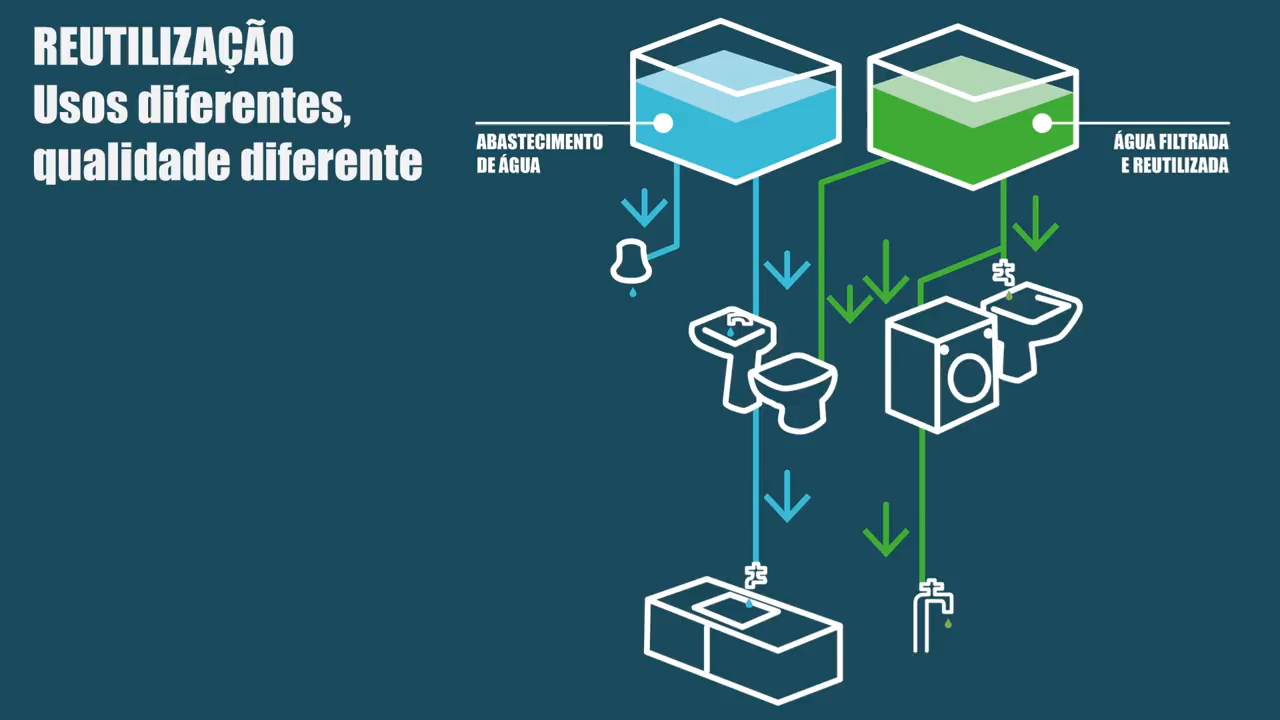 REUTILIZAÇÃO
Usos diferentes,
qualidade diferente
ABASTECIMENTO
DE ÁGUA
ÁGUA FILTRADA
E REUTILIZADA